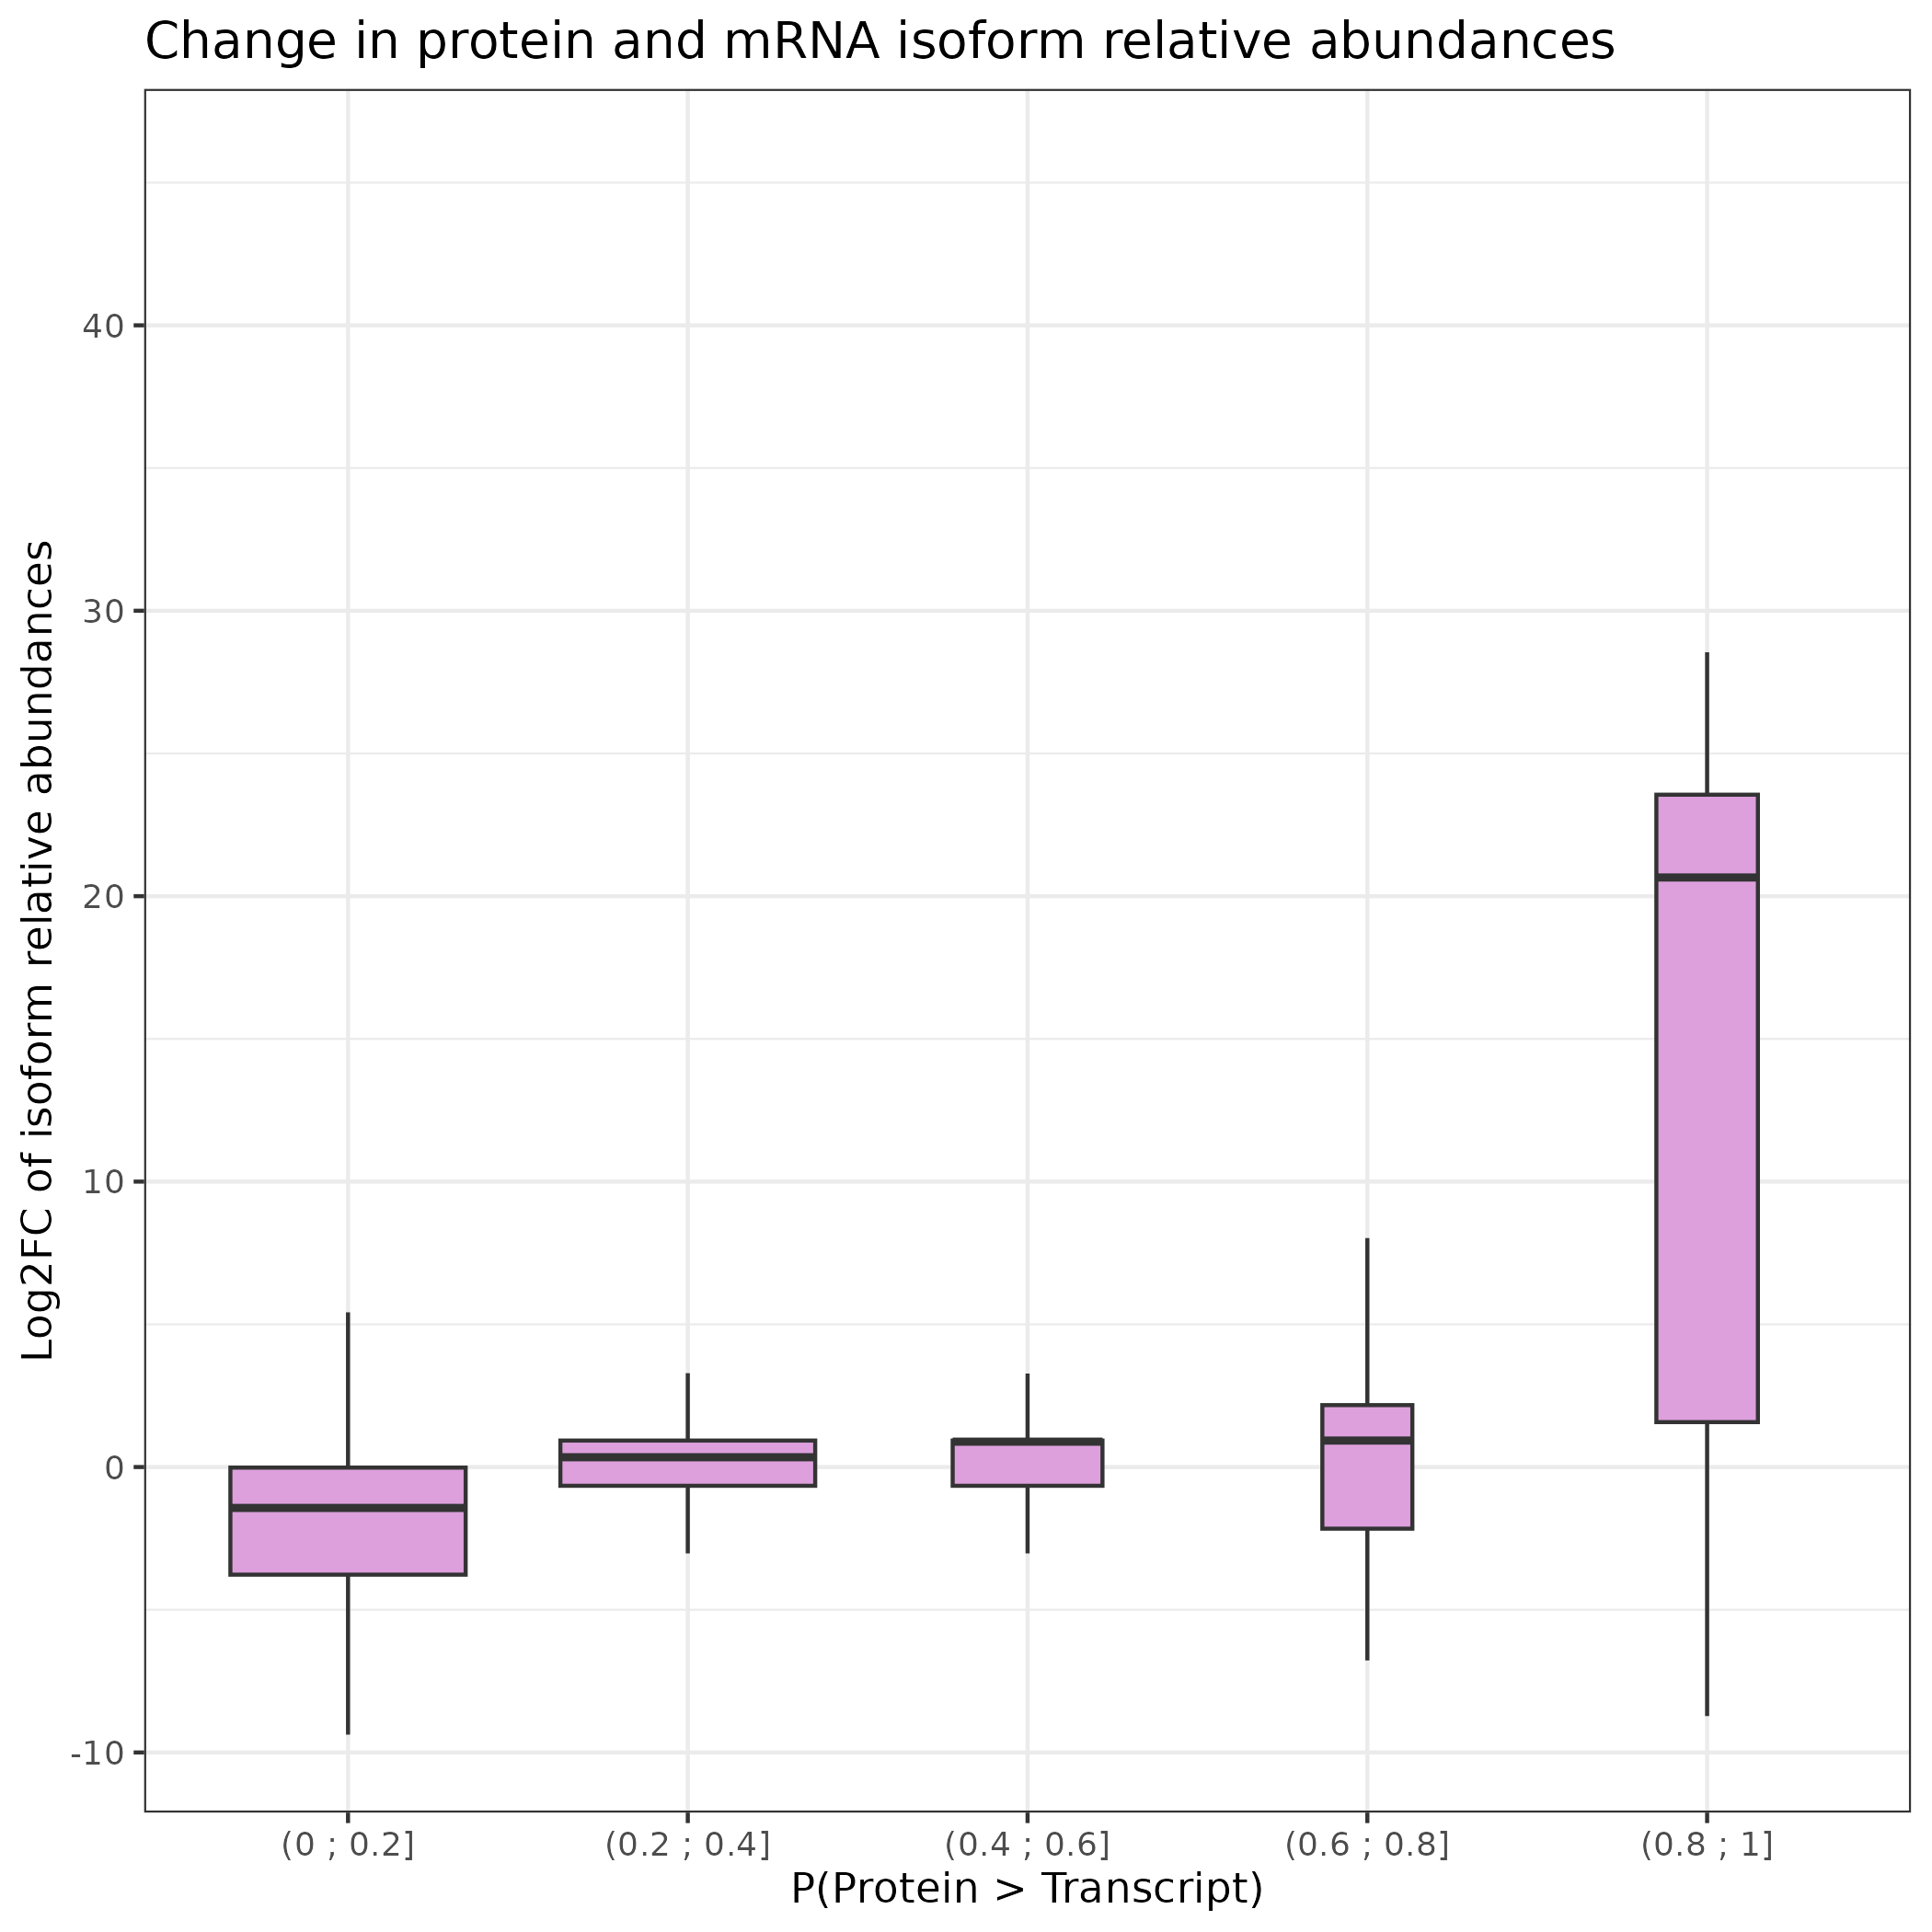 Change in protein and mRNA isoform relative abundances
Log2FC of isoform relative abundances
40
30
20
10
0
-10
(0 ; 0.2]
(0.2 ; 0.4]
(0.4 ; 0.6]
(0.6 ; 0.8]
(0.8 ; 1]
P(Protein > Transcript)